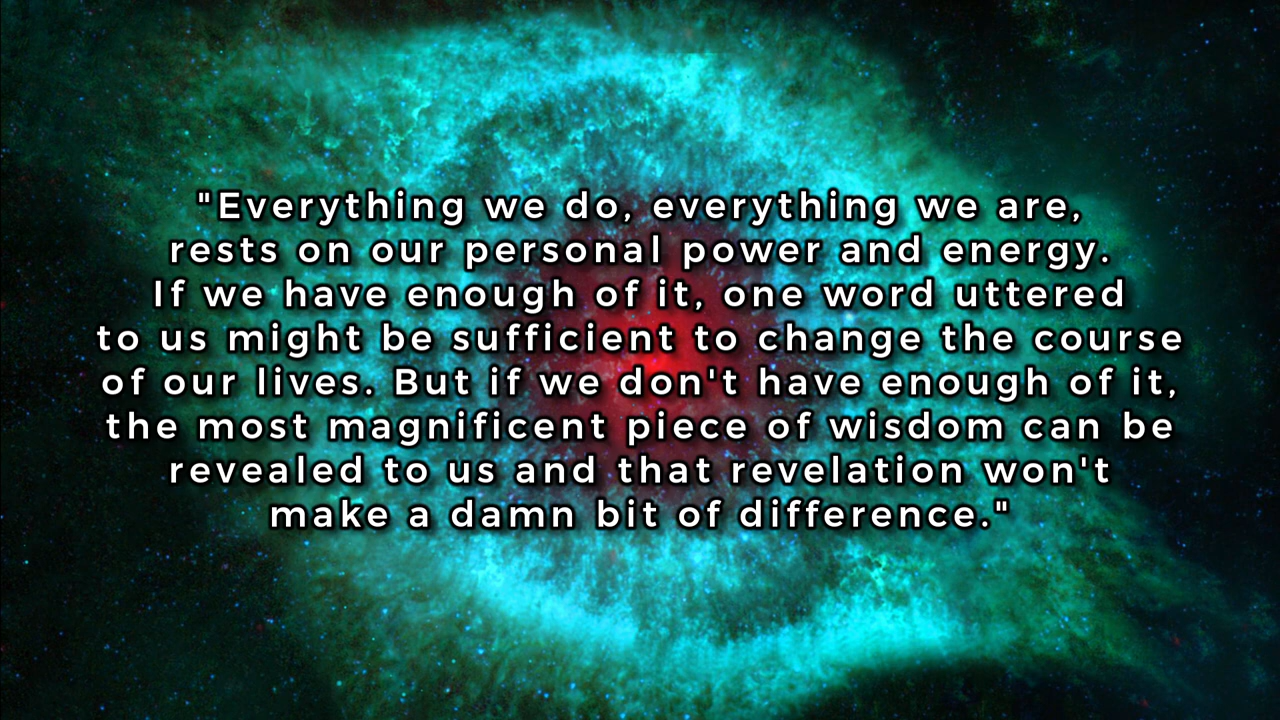 "Everything we do, everything we are,
rests on our personal power and energy.
If we have enough of it, one word uttered
to us might be sufficient to change the course
of our lives. But if we don't have enough of it,
the most magnificent piece of wisdom can be
revealed to us and that revelation won't
make a damn bit of difference."